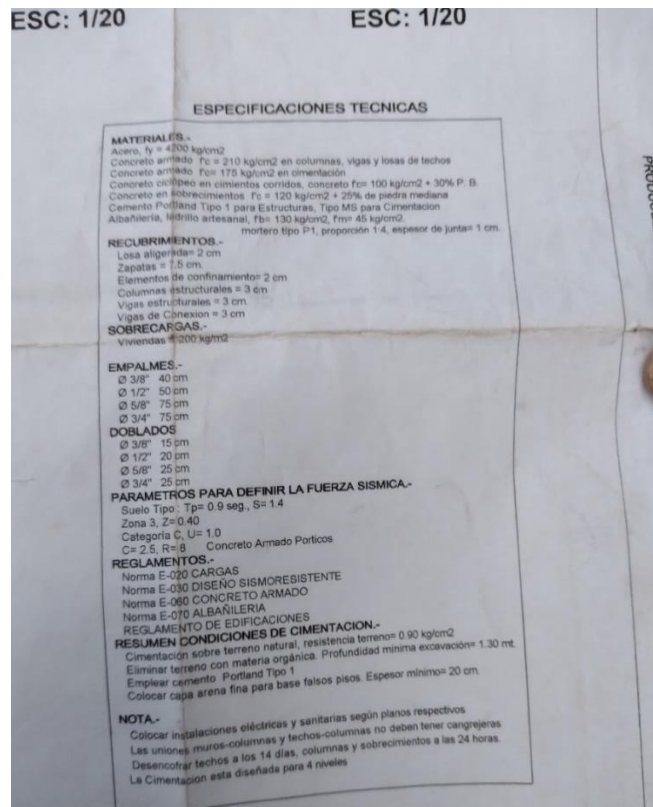 ESC: 1/20
ESC: 1/20
ESPECIFICACIONES TECNICAS
MATERIALES.-
Acero, fy = 4200 kg/cm2
Concreto armado f'c = 210 kg/cm2 en columnas, vigas y losas de techos
Concreto armado f'c= 175 kg/cm2 en cimentación
Concreto ciclópeo en cimientos corridos, concreto fc= 100 kg/cm2 + 30% P. B.
Concreto en sobrecimientos f'c = 120 kg/cm2 + 25% de piedra mediana
Cemento Portland Tipo 1 para Estructuras, Tipo MS para Cimentacion
Albañilería, ladrillo artesanal, f'b= 130 kg/cm2, f'm= 45 kg/cm2.
mortero tipo P1, proporción 1:4, espesor de junta= 1 cm.
RECUBRIMIENTOS.-
Losa aligerada= 2 cm
Zapatas = 7.5 cm.
Elementos de confinamiento= 2 cm
Columnas estructurales = 3 cm
Vigas estructurales = 3 cm.
Vigas de Conexion = 3 cm
SOBRECARGAS.-
Viviendas = 200 kg/m2
EMPALMES.-
Ø 3/8" 40 cm
Ø 1/2" 50 cm
Ø 5/8" 75 cm
Ø 3/4" 75 cm
DOBLADOS
Ø 3/8" 15 cm
Ø 1/2" 20 cm
Ø 5/8" 25 cm
Ø 3/4" 25 cm
PARAMETROS PARA DEFINIR LA FUERZA SISMICA.-
Suelo Tipo : Tp= 0.9 seg., S= 1.4
Zona 3, Z= 0.40
Categoria C, U= 1.0
C= 2.5, R= 8 Concreto Armado Porticos
REGLAMENTOS.-
Norma E-020 CARGAS
Norma E-030 DISEÑO SISMORESISTENTE
Norma E-060 CONCRETO ARMADO
Norma E-070 ALBAÑILERIA
REGLAMENTO DE EDIFICACIONES
RESUMEN CONDICIONES DE CIMENTACION.-
Cimentación sobre terreno natural, resistencia terreno= 0.90 kg/cm2
Eliminar terreno con materia orgánica. Profundidad mínima excavación= 1.30 mt.
Emplear cemento Portland Tipo 1
Colocar capa arena fina para base falsos pisos. Espesor mínimo= 20 cm.
NOTA.-
Colocar instalaciones eléctricas y sanitarias según planos respectivos
Las uniones muros-columnas y techos-columnas no deben tener cangrejeras
Desencofrar techos a los 14 días, columnas y sobrecimientos a las 24 horas.
La Cimentacion esta diseñada para 4 niveles